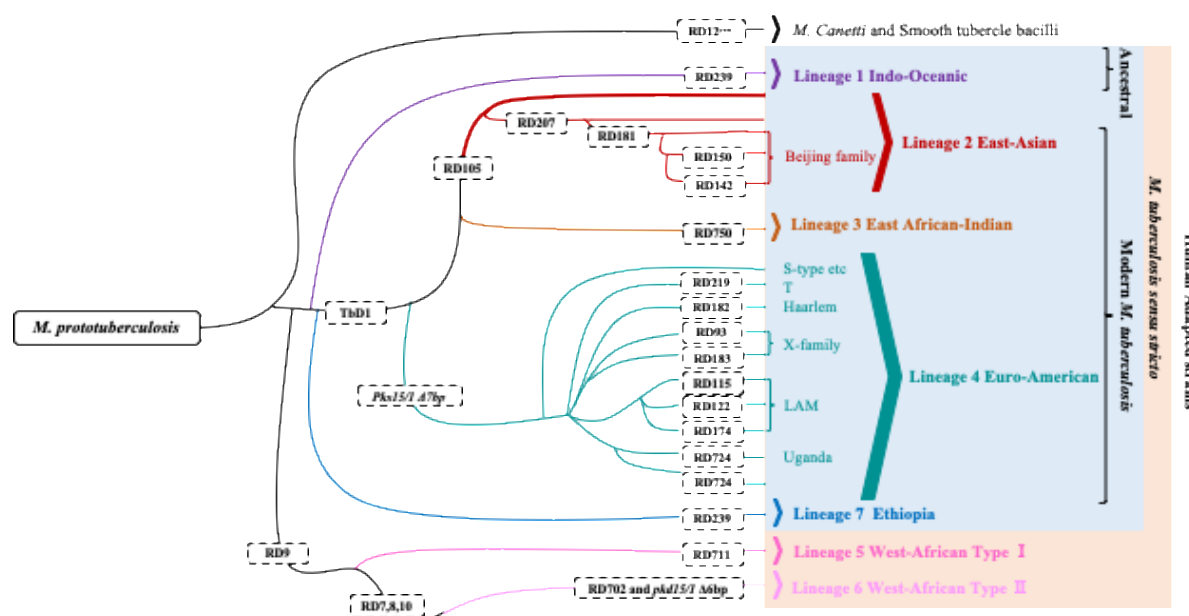 RD12···
M. Canetti and Smooth tubercle bacilli
RD239
Lineage 1 Indo-Oceanic
Ancestral
RD207
RD181
Lineage 2 East-Asian
RD150
Beijing family
RD105
RD142
RD750
Lineage 3 East African-Indian
S-type etc
RD219
T
RD182
Haarlem
M. prototuberculosis
TbD1
RD93
X-family
RD183
Lineage 4 Euro-American
RD115
Pks15/1 Δ7bp
RD122
LAM
RD174
RD724
Uganda
RD724
RD239
Lineage 7 Ethiopia
Modern M. tuberculosis
M. tuberculosis sensu stricto
RD9
RD711
Lineage 5 West-African Type Ⅰ
RD702 and pkd15/1 Δ6bp
Lineage 6 West-African Type Ⅱ
RD7,8,10